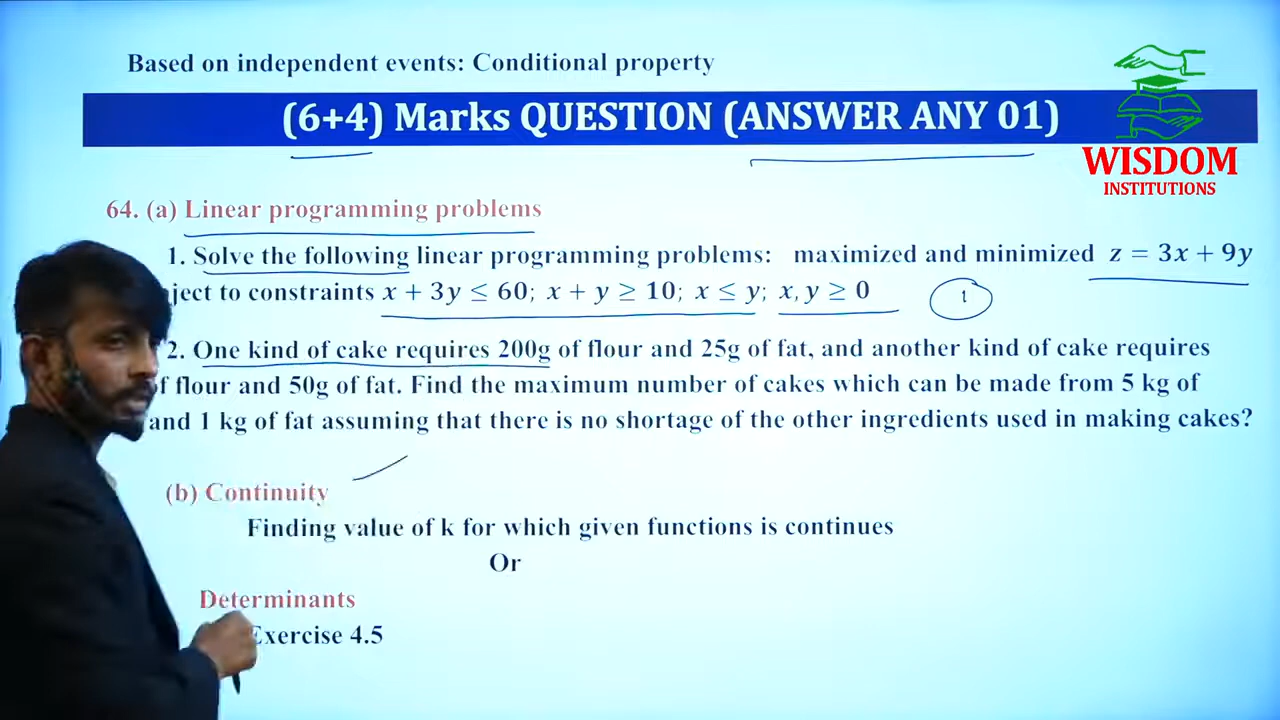 Based on independent events: Conditional property
(6+4) Marks QUESTION (ANSWER ANY 01)
WISDOM
INSTITUTIONS
64. (a) Linear programming problems
1. Solve the following linear programming problems: maximized and minimized z = 3x + 9y
ject to constraints x + 3y ≤ 60; x + y ≥ 10; x ≤ y; x, y ≥ 0
1
2. One kind of cake requires 200g of flour and 25g of fat, and another kind of cake requires
f flour and 50g of fat. Find the maximum number of cakes which can be made from 5 kg of
and 1 kg of fat assuming that there is no shortage of the other ingredients used in making cakes?
(b) Continuity
Finding value of k for which given functions is continues
Or
Determinants
Exercise 4.5